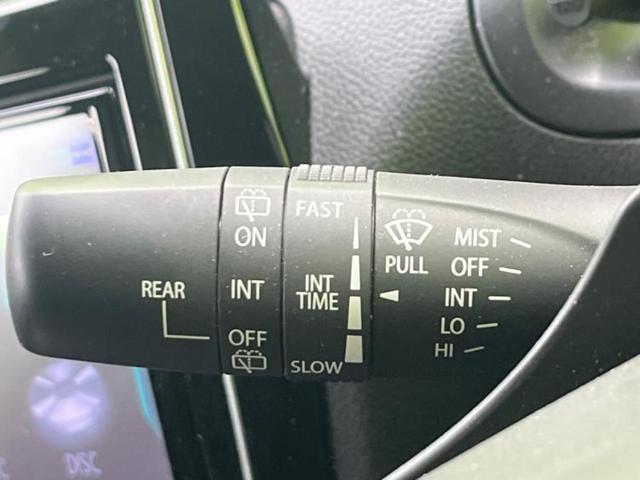 REAR
ON
INT
OFF
FAST
INT
TIME
SLOW
PULL
MIST
OFF
INT
LO
HI
DISC